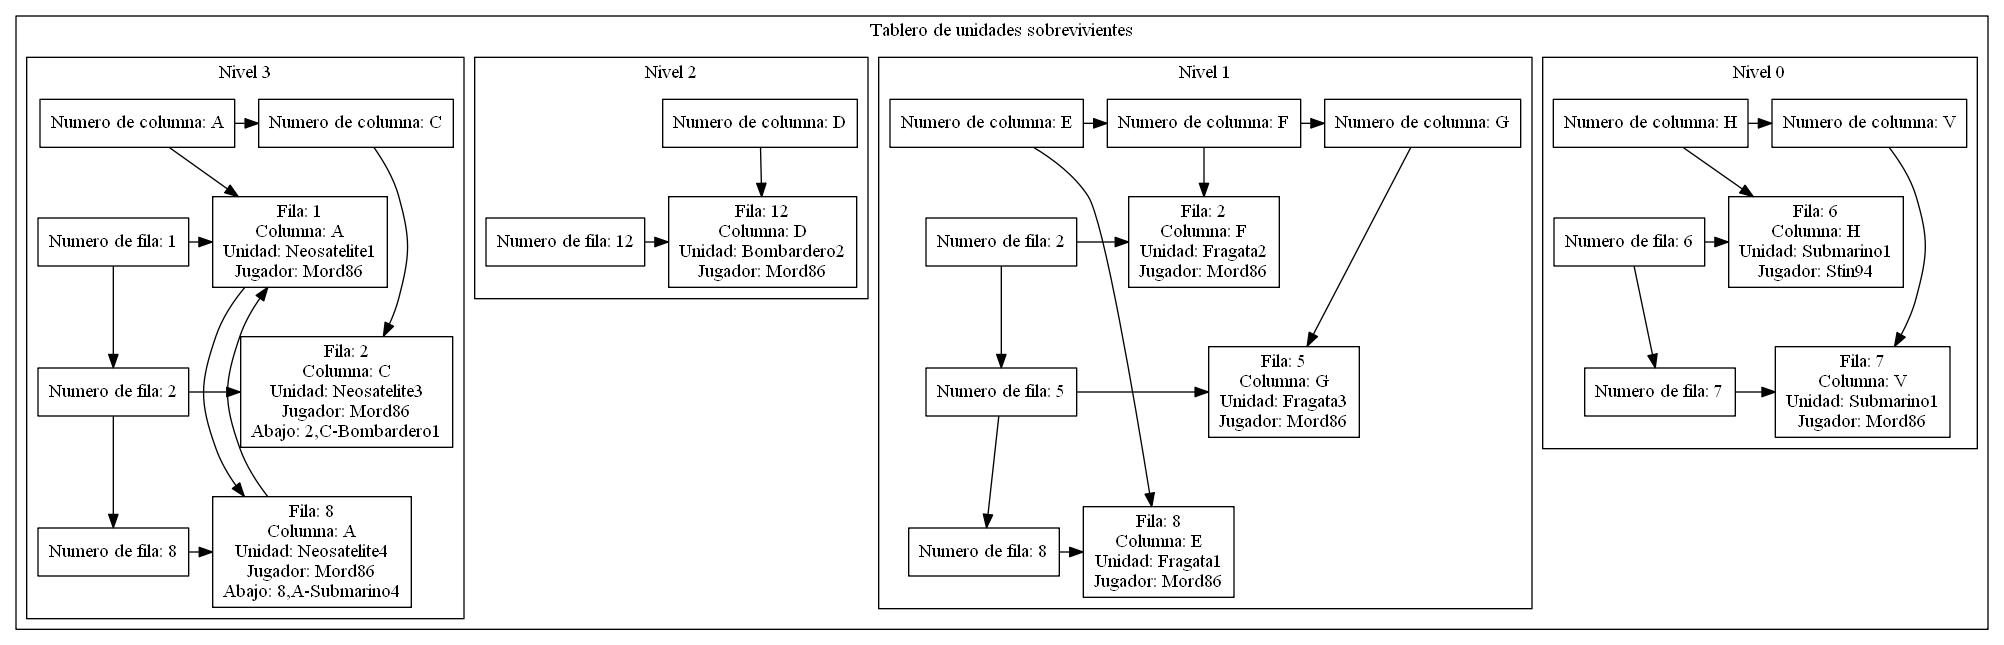 Tablero de unidades sobrevivientes
Nivel 3
Numero de columna: A
Numero de columna: C
Numero de fila: 1
Fila: 1
Columna: A
Unidad: Neosatelite1
Jugador: Mord86
Numero de fila: 2
Fila: 2
Columna: C
Unidad: Neosatelite3
Jugador: Mord86
Abajo: 2,C-Bombardero1
Numero de fila: 8
Fila: 8
Columna: A
Unidad: Neosatelite4
Jugador: Mord86
Abajo: 8,A-Submarino4
Nivel 2
Numero de columna: D
Numero de fila: 12
Fila: 12
Columna: D
Unidad: Bombardero2
Jugador: Mord86
Nivel 1
Numero de columna: E
Numero de columna: F
Numero de columna: G
Numero de fila: 2
Fila: 2
Columna: F
Unidad: Fragata2
Jugador: Mord86
Numero de fila: 5
Fila: 5
Columna: G
Unidad: Fragata3
Jugador: Mord86
Numero de fila: 8
Fila: 8
Columna: E
Unidad: Fragata1
Jugador: Mord86
Nivel 0
Numero de columna: H
Numero de columna: V
Numero de fila: 6
Fila: 6
Columna: H
Unidad: Submarino1
Jugador: Stin94
Numero de fila: 7
Fila: 7
Columna: V
Unidad: Submarino1
Jugador: Mord86